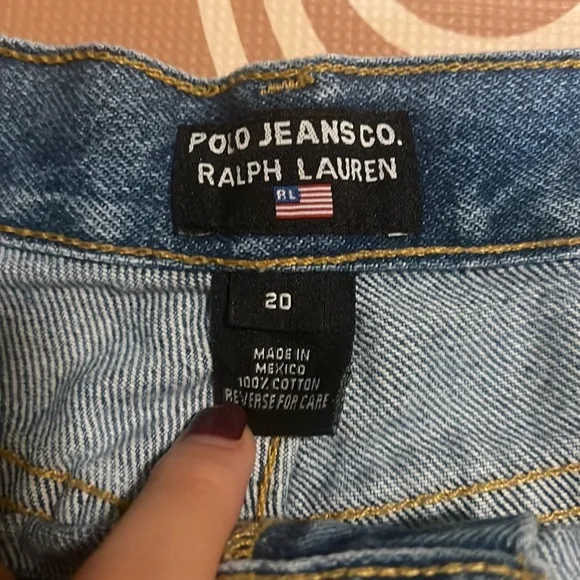 POLO JEANS CO.
RALPH LAUREN
RL
20
MADE IN
MEXICO
100% COTTON
REVERSE FOR CARE